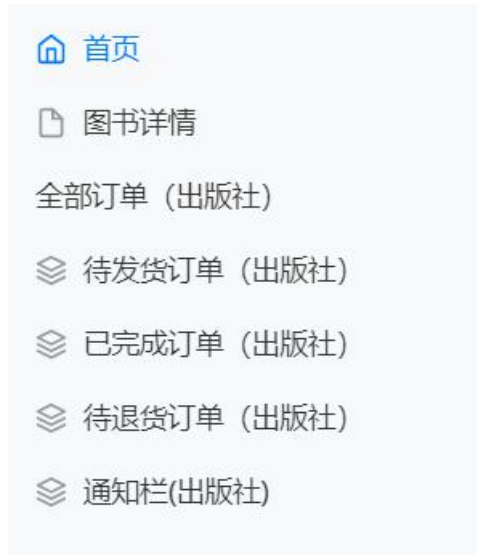 首页
图书详情
全部订单（出版社）
待发货订单（出版社）
已完成订单（出版社）
待退货订单（出版社）
通知栏(出版社)